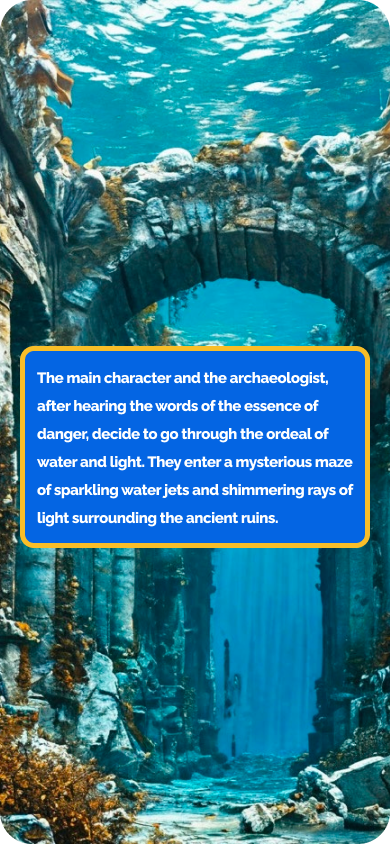 The main character and the archaeologist,
after hearing the words of the essence of
danger, decide to go through the ordeal of
water and light. They enter a mysterious maze
of sparkling water jets and shimmering rays of
light surrounding the ancient ruins.